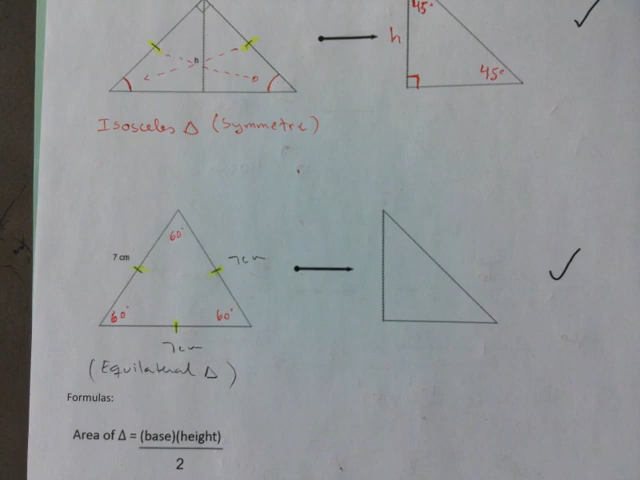 45°
h
45°
Isosceles Δ (Symmetric)
60°
7 cm
7cm
60°
60°
7cm
(Equilateral Δ)
Formulas:
Area of Δ = (base)(height)
2